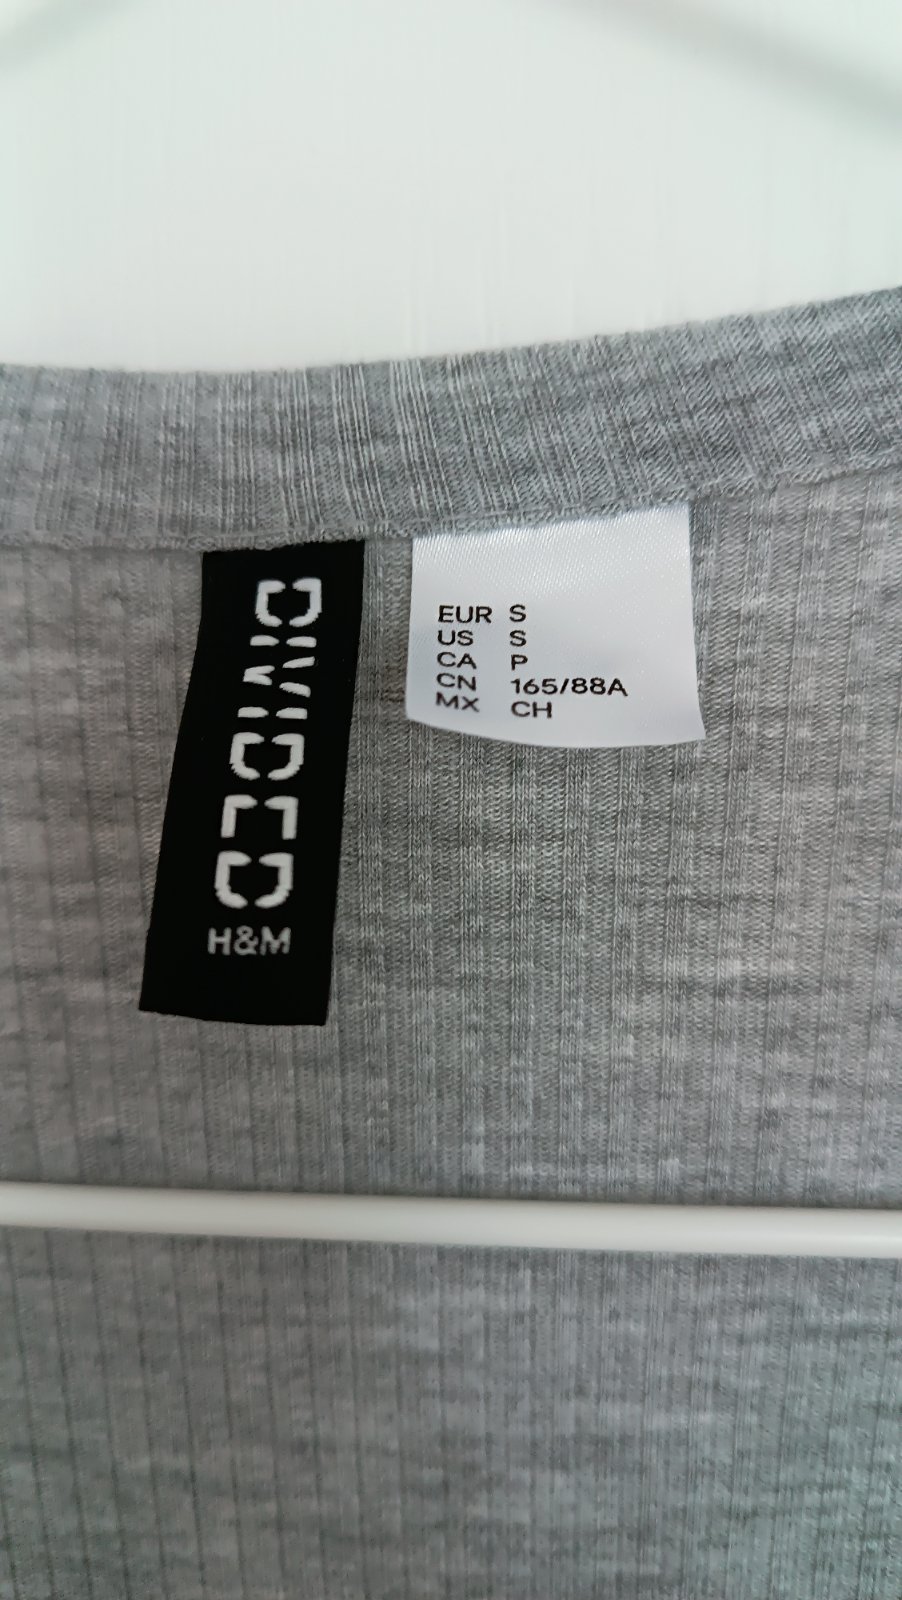 DIVIDED
H&M
EUR S
US S
CA P
CN 165/88A
MX CH